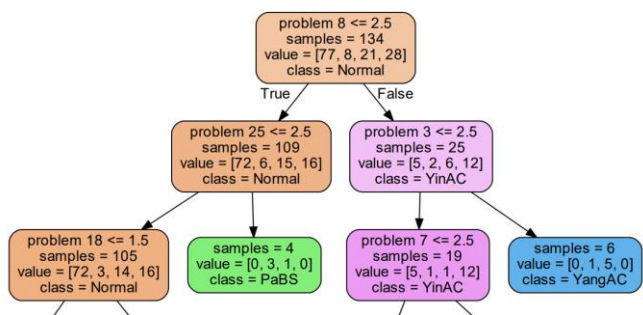 problem 8 <= 2.5
samples = 134
value = [77, 8, 21, 28]
class = Normal
True
False
problem 25 <= 2.5
samples = 109
value = [72, 6, 15, 16]
class = Normal
problem 3 <= 2.5
samples = 25
value = [5, 2, 6, 12]
class = YinAC
problem 18 <= 1.5
samples = 105
value = [72, 3, 14, 16]
class = Normal
samples = 4
value = [0, 3, 1, 0]
class = PaBS
problem 7 <= 2.5
samples = 19
value = [5, 1, 1, 12]
class = YinAC
samples = 6
value = [0, 1, 5, 0]
class = YangAC